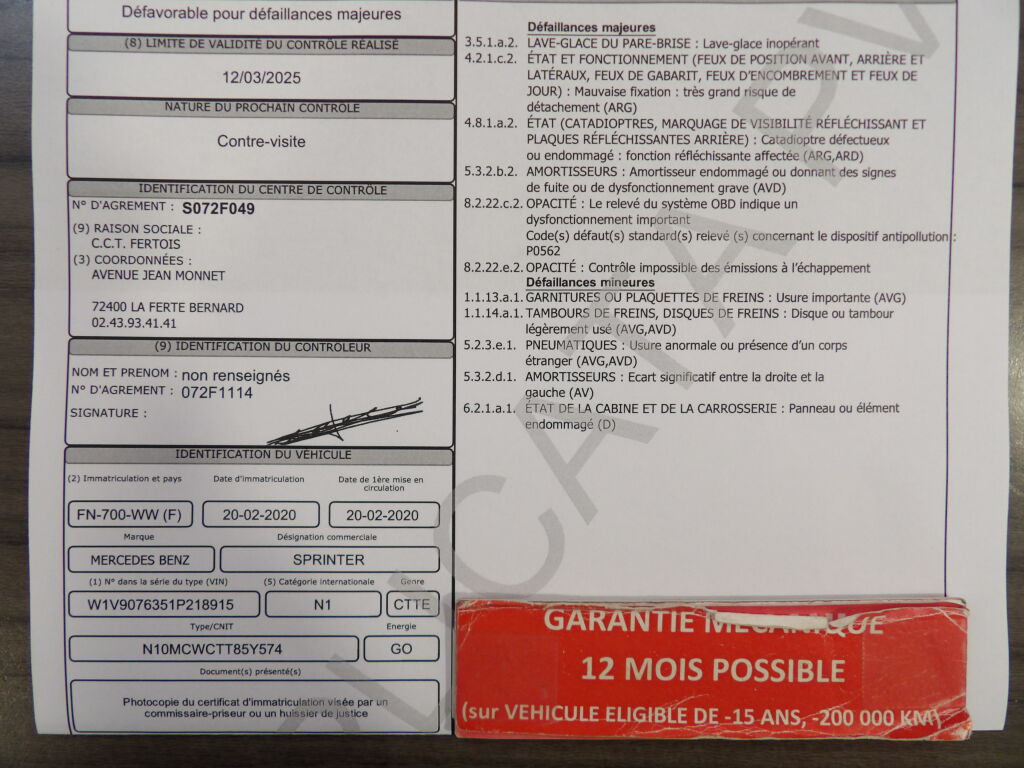 Défavorable pour défaillances majeures
(8) LIMITE DE VALIDITÉ DU CONTRÔLE RÉALISÉ
12/03/2025
NATURE DU PROCHAIN CONTRÔLE
Contre-visite
IDENTIFICATION DU CENTRE DE CONTRÔLE
N° D'AGREMENT : S072F049
(9) RAISON SOCIALE :
C.C.T. FERTOIS
(3) COORDONNÉES :
AVENUE JEAN MONNET
72400 LA FERTE BERNARD
02.43.93.41.41
(9) IDENTIFICATION DU CONTRÔLEUR
NOM ET PRENOM : non renseignés
N° D'AGREMENT : 072F1114
SIGNATURE :
IDENTIFICATION DU VÉHICULE
(2) Immatriculation et pays Date d'immatriculation Date de 1ère mise en
circulation
FN-700-WW (F) 20-02-2020 20-02-2020
Marque Désignation commerciale
MERCEDES BENZ SPRINTER
(1) N° dans la série du type (VIN) (5) Catégorie internationale Genre
W1V9076351P218915 N1 CTTE
Type/CNIT Energie
N10MCWCTT85Y574 GO
Document(s) présenté(s)
Photocopie du certificat d'immatriculation visée par un
commissaire-priseur ou un huissier de justice
Défaillances majeures
3.5.1.a.2. LAVE-GLACE DU PARE-BRISE : Lave-glace inopérant
4.2.1.c.2. ÉTAT ET FONCTIONNEMENT (FEUX DE POSITION AVANT, ARRIÈRE ET
LATÉRAUX, FEUX DE GABARIT, FEUX D'ENCOMBREMENT ET FEUX DE
JOUR) : Mauvaise fixation : très grand risque de
détachement (ARG)
4.8.1.a.2. ÉTAT (CATADIOPTRES, MARQUAGE DE VISIBILITÉ RÉFLÉCHISSANT ET
PLAQUES RÉFLÉCHISSANTES ARRIÈRE) : Catadioptre défectueux
ou endommagé : fonction réfléchissante affectée (ARG,ARD)
5.3.2.b.2. AMORTISSEURS : Amortisseur endommagé ou donnant des signes
de fuite ou de dysfonctionnement grave (AVD)
8.2.22.c.2. OPACITÉ : Le relevé du système OBD indique un
dysfonctionnement important
Code(s) défaut(s) standard(s) relevé (s) concernant le dispositif antipollution :
P0562
8.2.22.e.2. OPACITÉ : Contrôle impossible des émissions à l'échappement
Défaillances mineures
1.1.13.a.1. GARNITURES OU PLAQUETTES DE FREINS : Usure importante (AVG)
1.1.14.a.1. TAMBOURS DE FREINS, DISQUES DE FREINS : Disque ou tambour
légèrement usé (AVG,AVD)
5.2.3.e.1. PNEUMATIQUES : Usure anormale ou présence d'un corps
étranger (AVG,AVD)
5.3.2.d.1. AMORTISSEURS : Ecart significatif entre la droite et la
gauche (AV)
6.2.1.a.1. ÉTAT DE LA CABINE ET DE LA CARROSSERIE : Panneau ou élément
endommagé (D)
GARANTIE MÉCANIQUE
12 MOIS POSSIBLE
(sur VEHICULE ELIGIBLE DE -15 ANS, -200 000 KM)